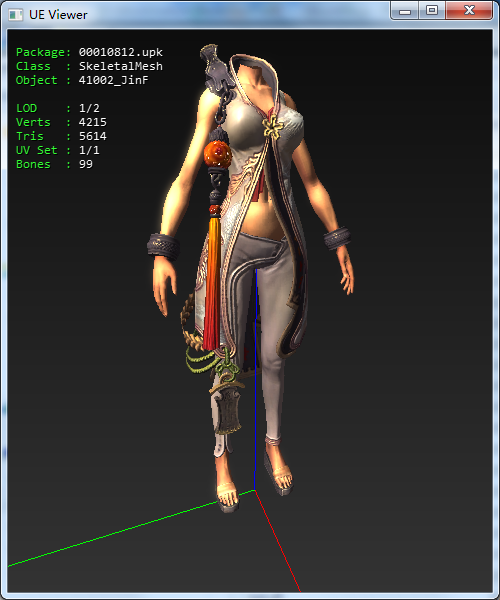 UE Viewer
Package: 00010812.upk
Class  : SkeletalMesh
Object : 41002_JinF
LOD    : 1/2
Verts  : 4215
Tris   : 5614
UV Set : 1/1
Bones  : 99